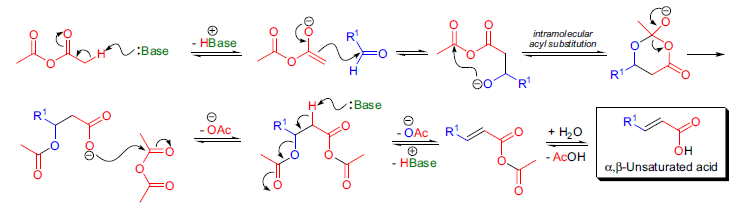 O
O
H
:Base
⊕
- HBase
⊖
O
O
R¹
O
H
O
O
O
⊖
O
R¹
intramolecular
acyl substitution
⊖
O
O
O
R¹
O
R¹
O
O
O
⊖
O
O
O
⊖
- OAc
R¹
H
:Base
O
O
O
O
O
⊖
- OAc
- HBase
⊕
R¹
O
O
O
+ H₂O
- AcOH
R¹
O
OH
α,β-Unsaturated acid